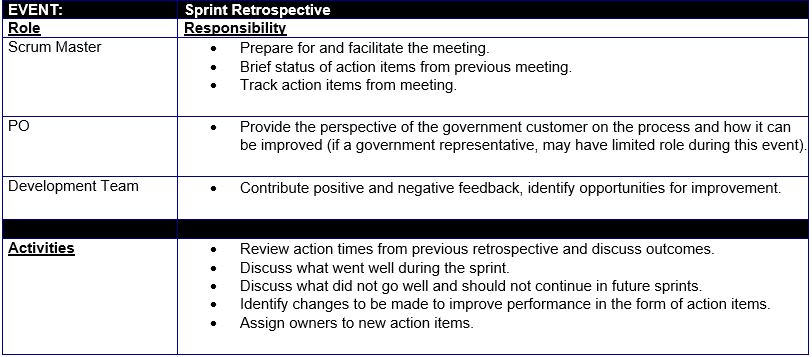 EVENT: Sprint Retrospective
Role Responsibility
Scrum Master • Prepare for and facilitate the meeting.
• Brief status of action items from previous meeting.
• Track action items from meeting.
PO • Provide the perspective of the government customer on the process and how it can
be improved (if a government representative, may have limited role during this event).
Development Team • Contribute positive and negative feedback, identify opportunities for improvement.
Activities • Review action times from previous retrospective and discuss outcomes.
• Discuss what went well during the sprint.
• Discuss what did not go well and should not continue in future sprints.
• Identify changes to be made to improve performance in the form of action items.
• Assign owners to new action items.